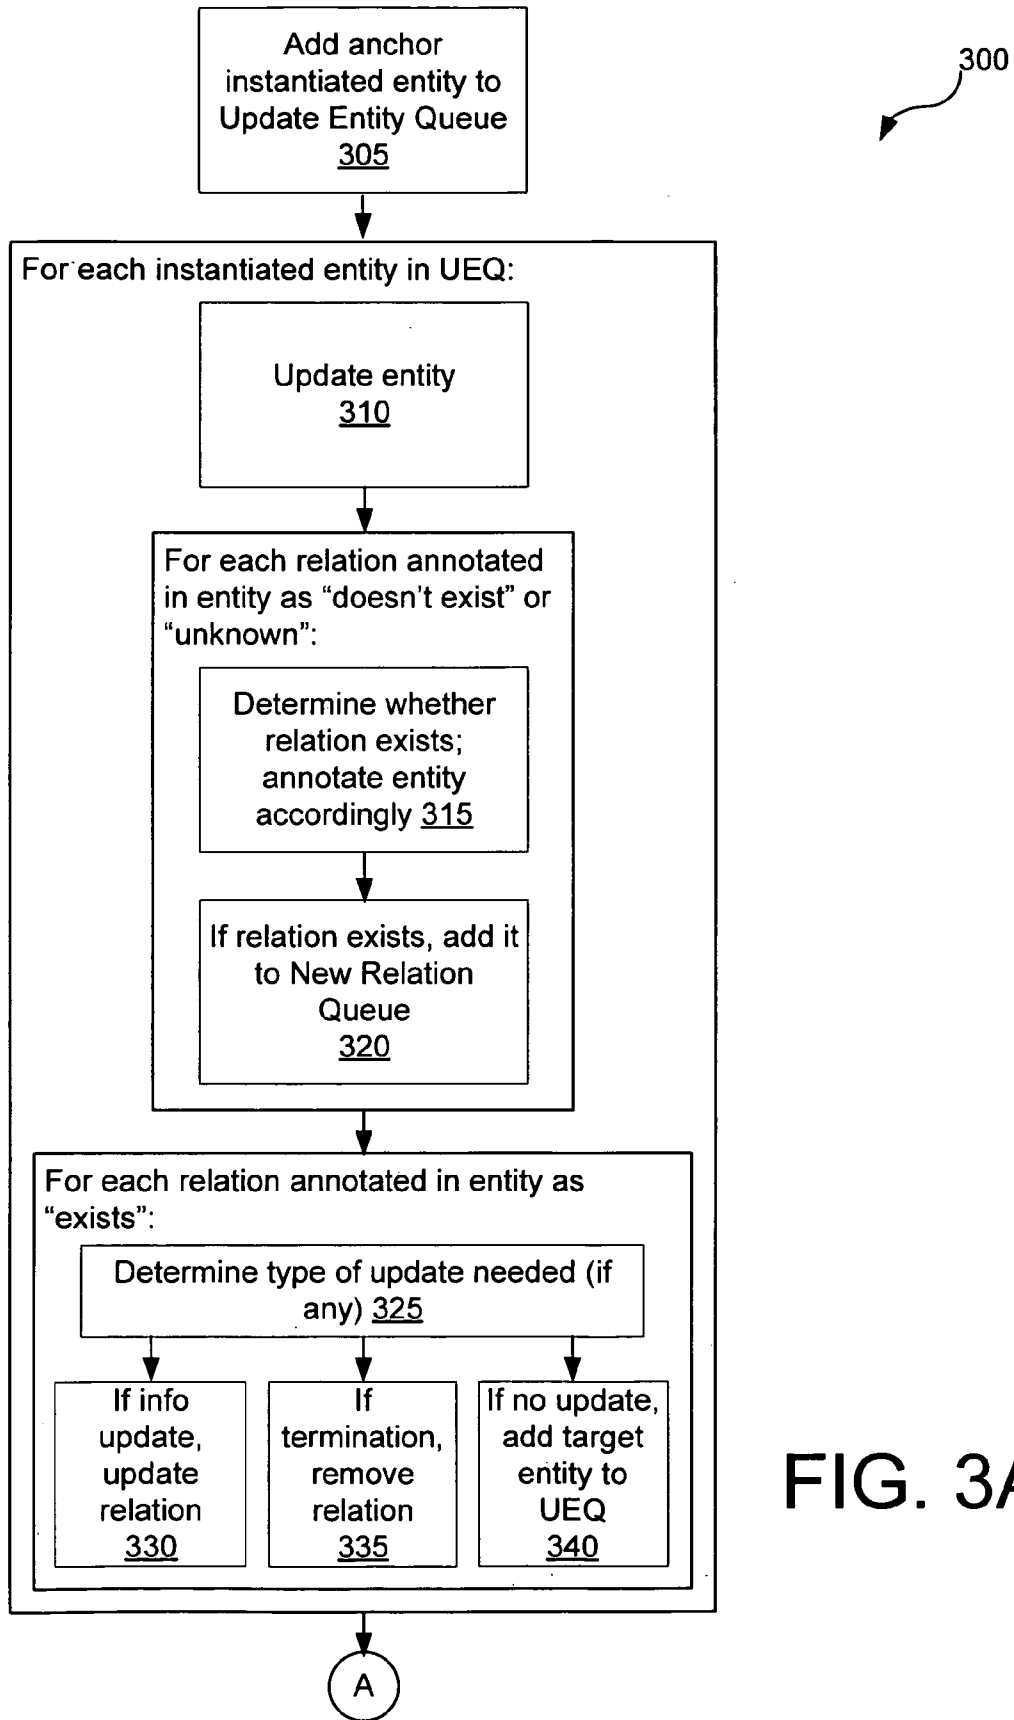 Add anchor
instantiated entity to
Update Entity Queue
305
300
For each instantiated entity in UEQ:
Update entity
310
For each relation annotated
in entity as “doesn’t exist” or
“unknown”:
Determine whether
relation exists;
annotate entity
accordingly 315
If relation exists, add it
to New Relation
Queue
320
For each relation annotated in entity as
“exists”:
Determine type of update needed (if
any) 325
If info
update,
update
relation
330
If
termination,
remove
relation
335
If no update,
add target
entity to
UEQ
340
FIG. 3A
A